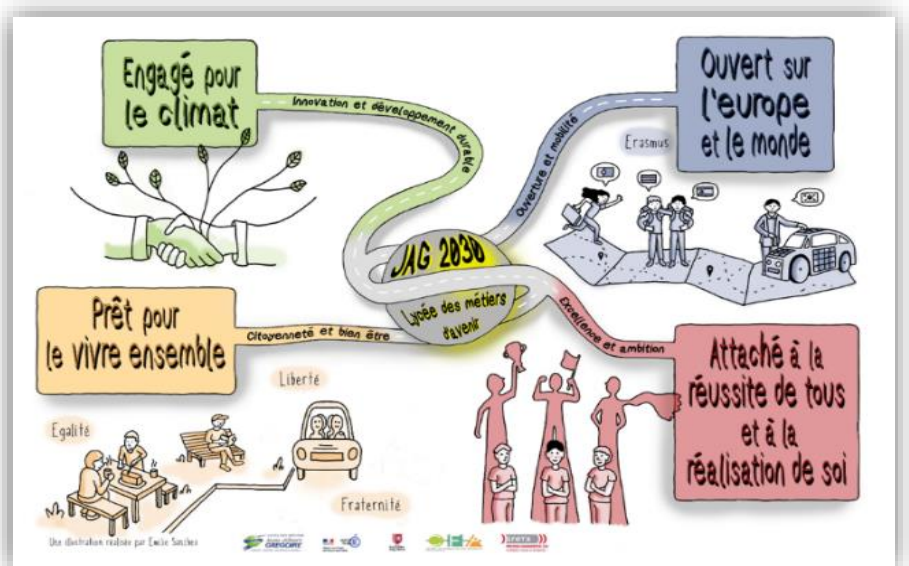 Engagé pour
le climat
Innovation et développement durable
Ouvert sur
l'europe
et le monde
Ouverture et mobilité
Erasmus
JAG 2030
Lycée des métiers
d'avenir
Prêt pour
le vivre ensemble
Citoyenneté et bien être
Excellence et ambition
Attaché à la
réussite de tous
et à la
réalisation de soi
Liberté
Egalité
Fraternité
Une illustration réalisée par Emilie Sanchez
GREGOIRE